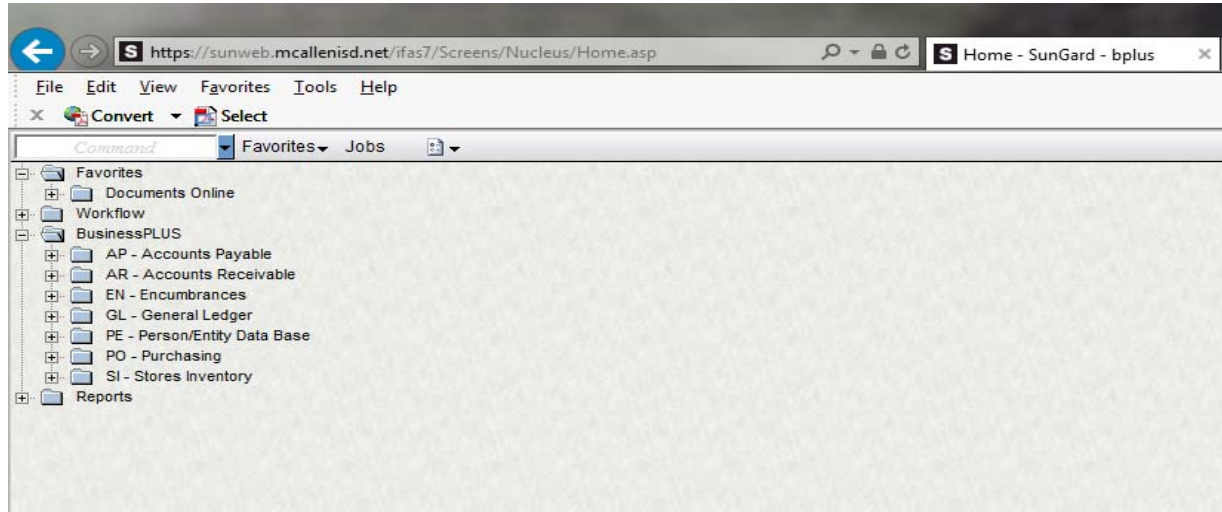 S https://sunweb.mcallenisd.net/ifas7/Screens/Nucleus/Home.asp S Home - SunGard - bplus
File Edit View Favorites Tools Help
Convert Select
Command Favorites Jobs
Favorites
Documents Online
Workflow
BusinessPLUS
AP - Accounts Payable
AR - Accounts Receivable
EN - Encumbrances
GL - General Ledger
PE - Person/Entity Data Base
PO - Purchasing
SI - Stores Inventory
Reports